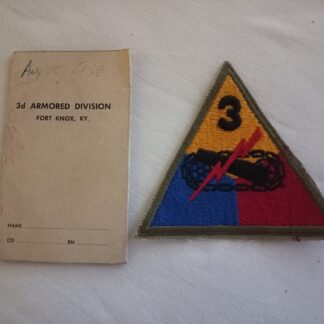 3d ARMORED DIVISION
FORT KNOX, KY.
NAME
CO BN
3